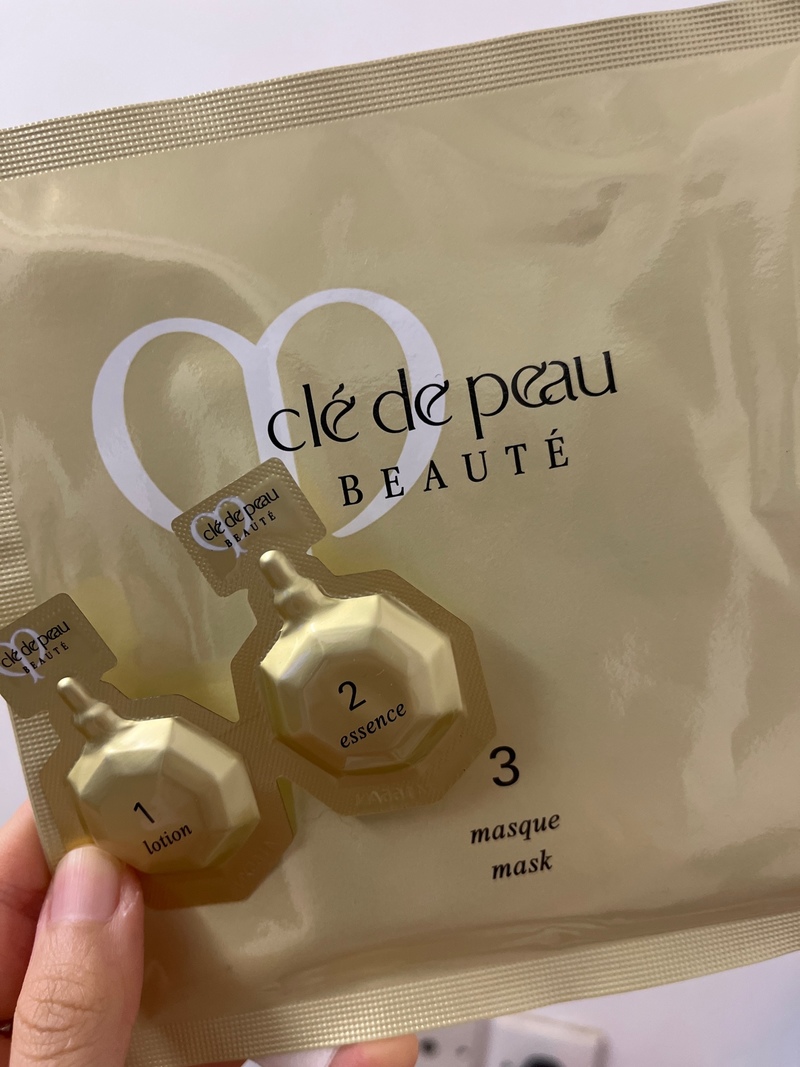 clé de peau
BEAUTÉ
clé de peau
BEAUTÉ
2
essence
clé de peau
BEAUTÉ
1
lotion
3
masque
mask